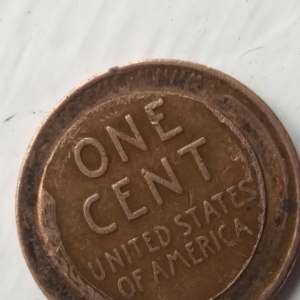 ONE
CENT
UNITED STATES
OF AMERICA